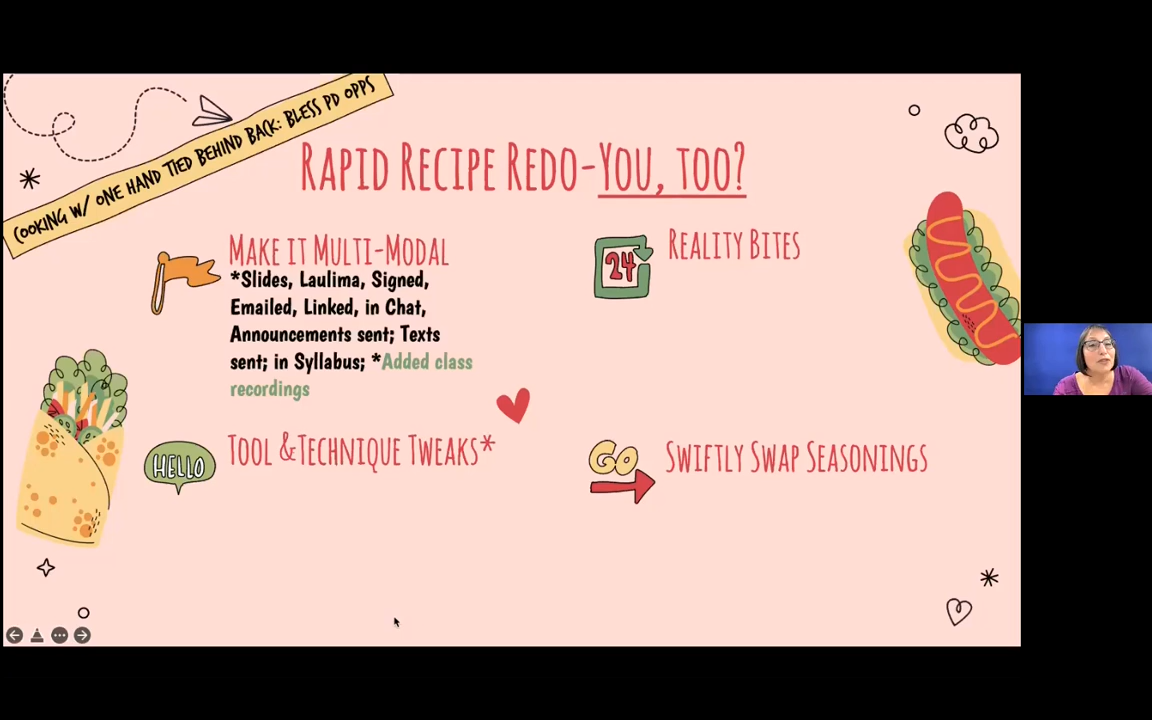 COOKING W/ ONE HAND TIED BEHIND BACK: BLESS PD OPPS
RAPID RECIPE REDO-YOU, TOO?
MAKE IT MULTI-MODAL
*Slides, Laulima, Signed,
Emailed, Linked, in Chat,
Announcements sent; Texts
sent; in Syllabus; *Added class
recordings
24
REALITY BITES
HELLO
TOOL &TECHNIQUE TWEAKS*
GO
SWIFTLY SWAP SEASONINGS